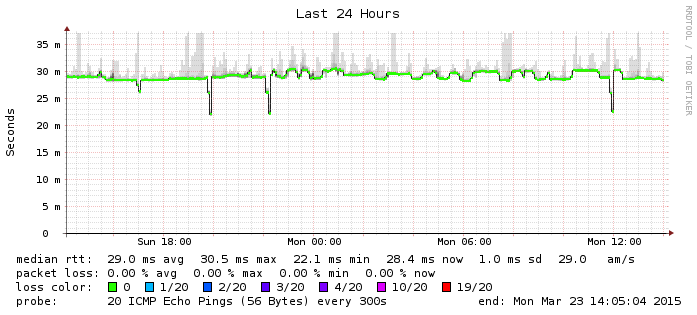 Last 24 Hours
RRDTOOL / TOBI OETIKER
Seconds
35 m
30 m
25 m
20 m
15 m
10 m
5 m
0
Sun 18:00 Mon 00:00 Mon 06:00 Mon 12:00
median rtt: 29.0 ms avg 30.5 ms max 22.1 ms min 28.4 ms now 1.0 ms sd 29.0 am/s
packet loss: 0.00 % avg 0.00 % max 0.00 % min 0.00 % now
loss color: 0 1/20 2/20 3/20 4/20 10/20 19/20
probe: 20 ICMP Echo Pings (56 Bytes) every 300s end: Mon Mar 23 14:05:04 2015